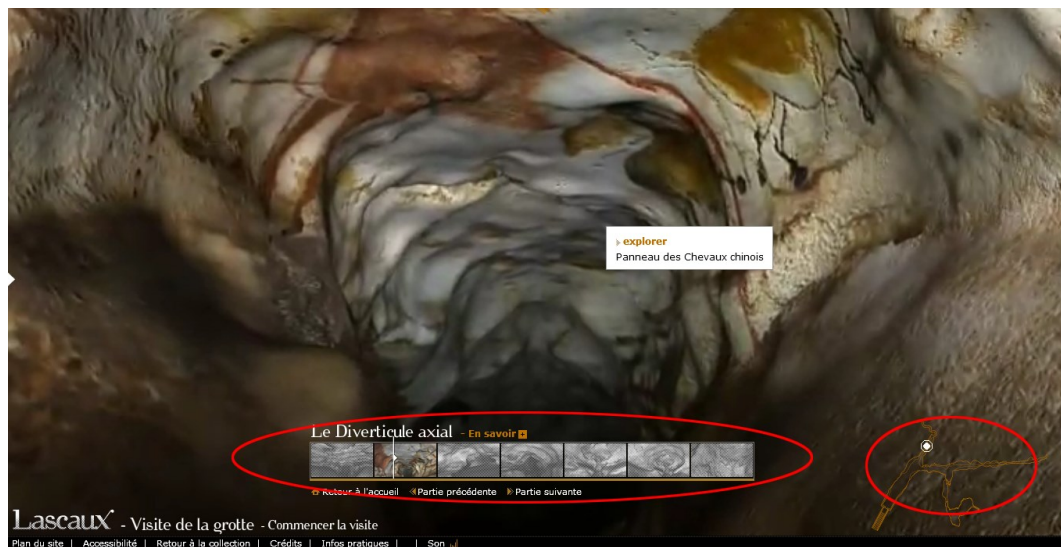 explorer
Panneau des Chevaux chinois
Le Diverticule axial - En savoir +
Retour à l'accueil Partie précédente Partie suivante
Lascaux - Visite de la grotte - Commencer la visite
Plan du site | Accessibilité | Retour à la collection | Crédits | Infos pratiques | | Son